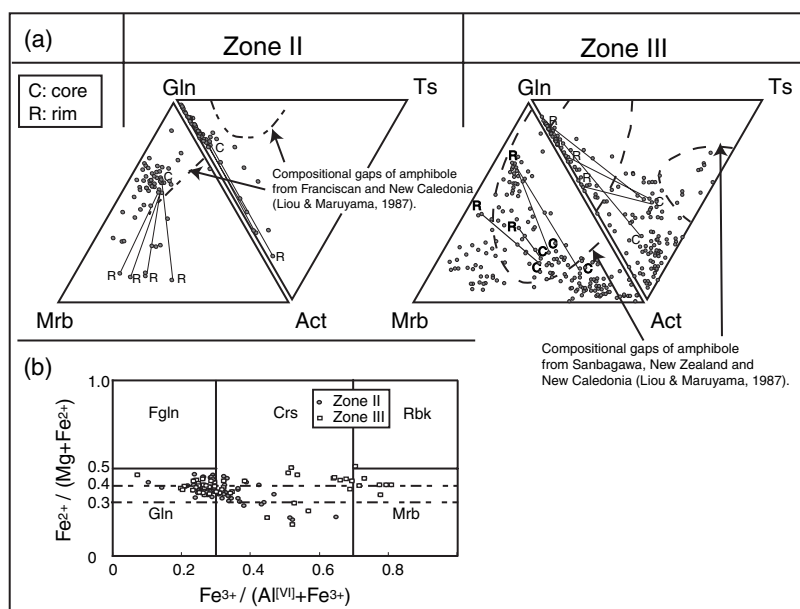 (a)
Zone II
Zone III
C: core
R: rim
Gln
Ts
Gln
Ts
C
C
R
R
R
R
R
Compositional gaps of amphibole
from Franciscan and New Caledonia
(Liou & Maruyama, 1987).
R
R
R
R
R
R
R
C
C
C
C
C
C
Mrb
Act
Mrb
Act
Compositional gaps of amphibole
from Sanbagawa, New Zealand and
New Caledonia (Liou & Maruyama, 1987).
(b)
Fe²⁺ / (Mg+Fe²⁺)
1.0
0.5
0.4
0.3
0
Fgln
Crs
Rbk
Zone II
Zone III
Gln
Mrb
0
0.2
0.4
0.6
0.8
Fe³⁺ / (Al[VI]+Fe³⁺)